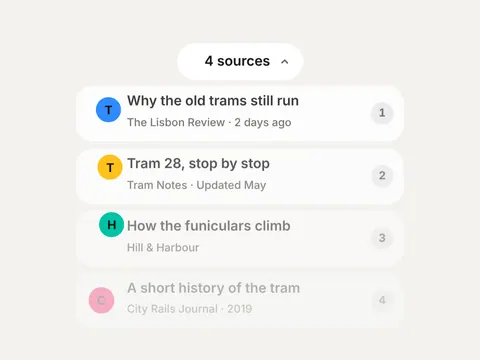 4 sources
T
Why the old trams still run
The Lisbon Review · 2 days ago
1
T
Tram 28, stop by stop
Tram Notes · Updated May
2
H
How the funiculars climb
Hill & Harbour
3
C
A short history of the tram
City Rails Journal · 2019
4